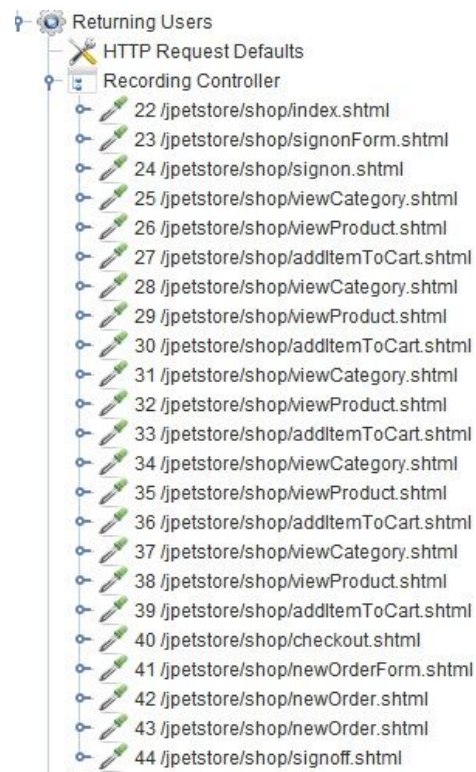 Returning Users
HTTP Request Defaults
Recording Controller
22 /jpetstore/shop/index.shtml
23 /jpetstore/shop/signonForm.shtml
24 /jpetstore/shop/signon.shtml
25 /jpetstore/shop/viewCategory.shtml
26 /jpetstore/shop/viewProduct.shtml
27 /jpetstore/shop/addItemToCart.shtml
28 /jpetstore/shop/viewCategory.shtml
29 /jpetstore/shop/viewProduct.shtml
30 /jpetstore/shop/addItemToCart.shtml
31 /jpetstore/shop/viewCategory.shtml
32 /jpetstore/shop/viewProduct.shtml
33 /jpetstore/shop/addItemToCart.shtml
34 /jpetstore/shop/viewCategory.shtml
35 /jpetstore/shop/viewProduct.shtml
36 /jpetstore/shop/addItemToCart.shtml
37 /jpetstore/shop/viewCategory.shtml
38 /jpetstore/shop/viewProduct.shtml
39 /jpetstore/shop/addItemToCart.shtml
40 /jpetstore/shop/checkout.shtml
41 /jpetstore/shop/newOrderForm.shtml
42 /jpetstore/shop/newOrder.shtml
43 /jpetstore/shop/newOrder.shtml
44 /jpetstore/shop/signoff.shtml